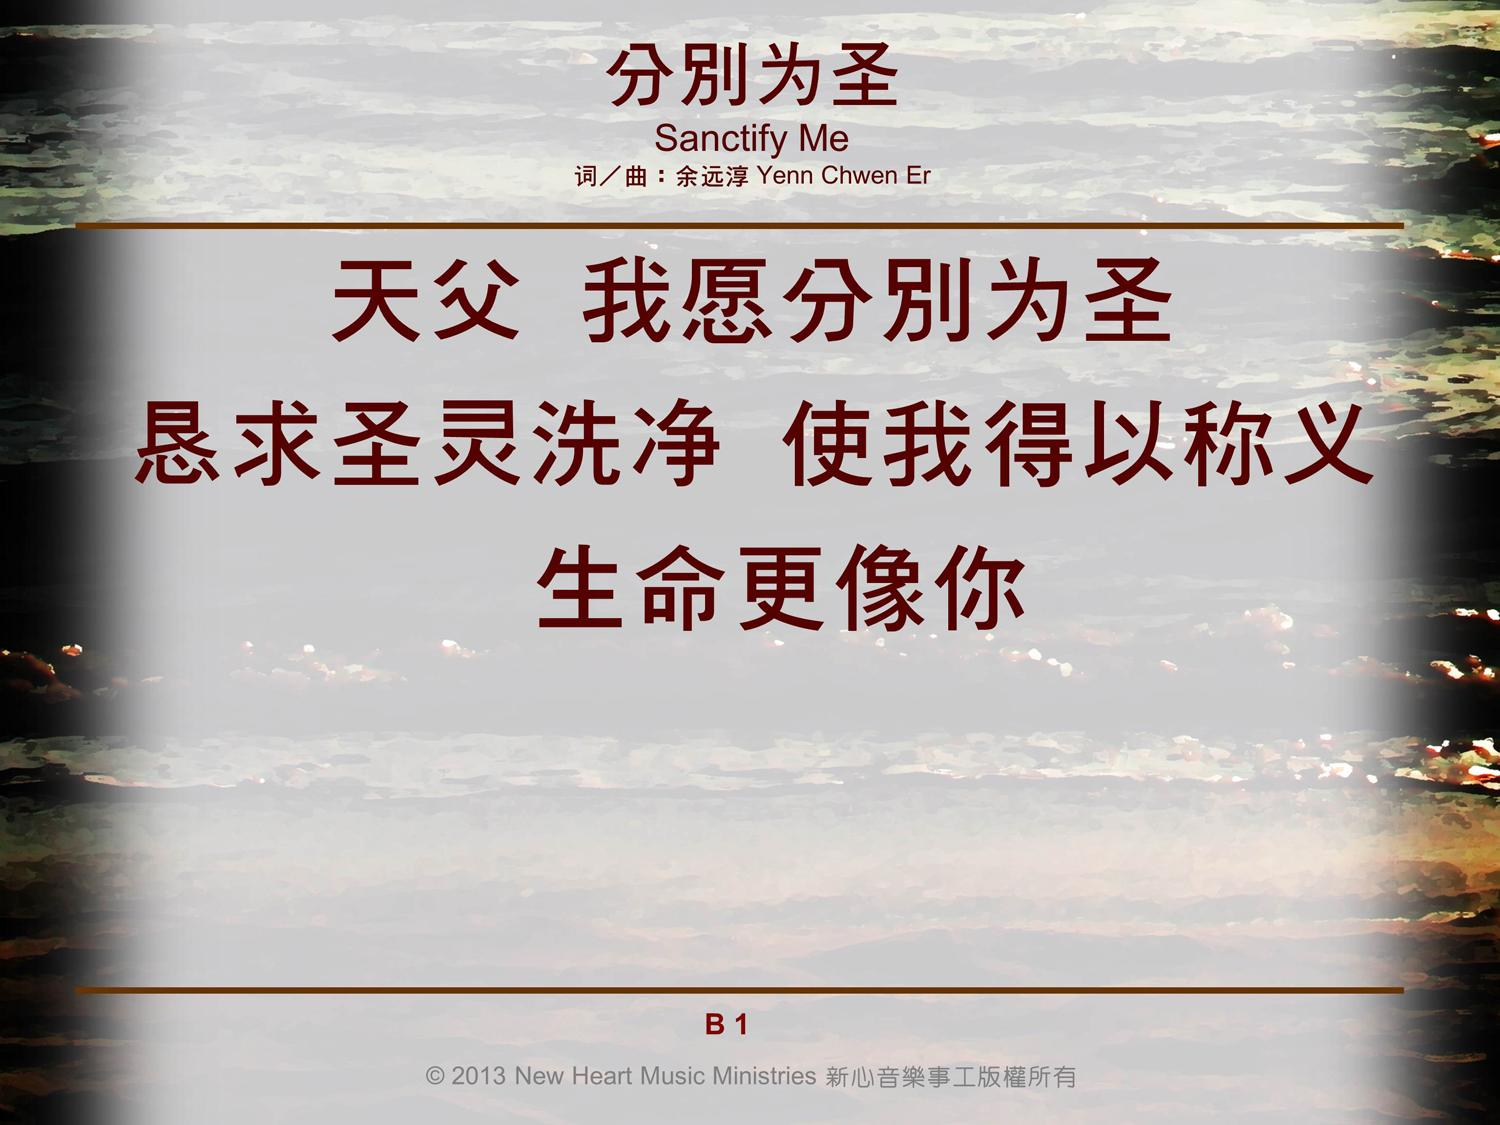 分別为圣
Sanctify Me
词／曲：余远淳 Yenn Chwen Er
天父 我愿分別为圣
恳求圣灵洗净 使我得以称义
生命更像你
B 1
© 2013 New Heart Music Ministries 新心音樂事工版權所有